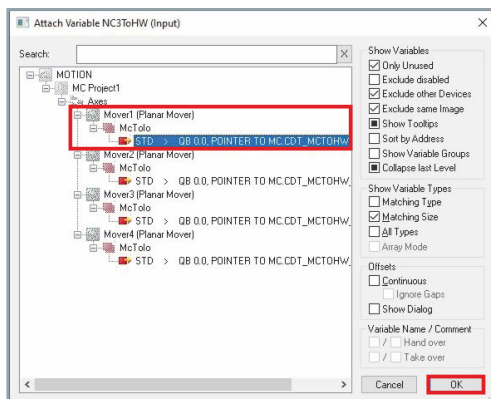 Attach Variable NC3ToHW (Input)
Search:
MOTION
MC Project1
Axes
Mover1 (Planar Mover)
McToIo
STD > QB 0.0, POINTER TO MC.CDT_MCTOHW
Mover2 (Planar Mover)
McToIo
STD > QB 0.0, POINTER TO MC.CDT_MCTOHW_
Mover3 (Planar Mover)
McToIo
STD > QB 0.0, POINTER TO MC.CDT_MCTOHW_
Mover4 (Planar Mover)
McToIo
STD > QB 0.0, POINTER TO MC.CDT_MCTOHW_
Show Variables
Only Unused
Exclude disabled
Exclude other Devices
Exclude same Image
Show Tooltips
Sort by Address
Show Variable Groups
Collapse last Level
Show Variable Types
Matching Type
Matching Size
All Types
Array Mode
Offsets
Continuous
Ignore Gaps
Show Dialog
Variable Name / Comment
/ Hand over
/ Take over
Cancel OK